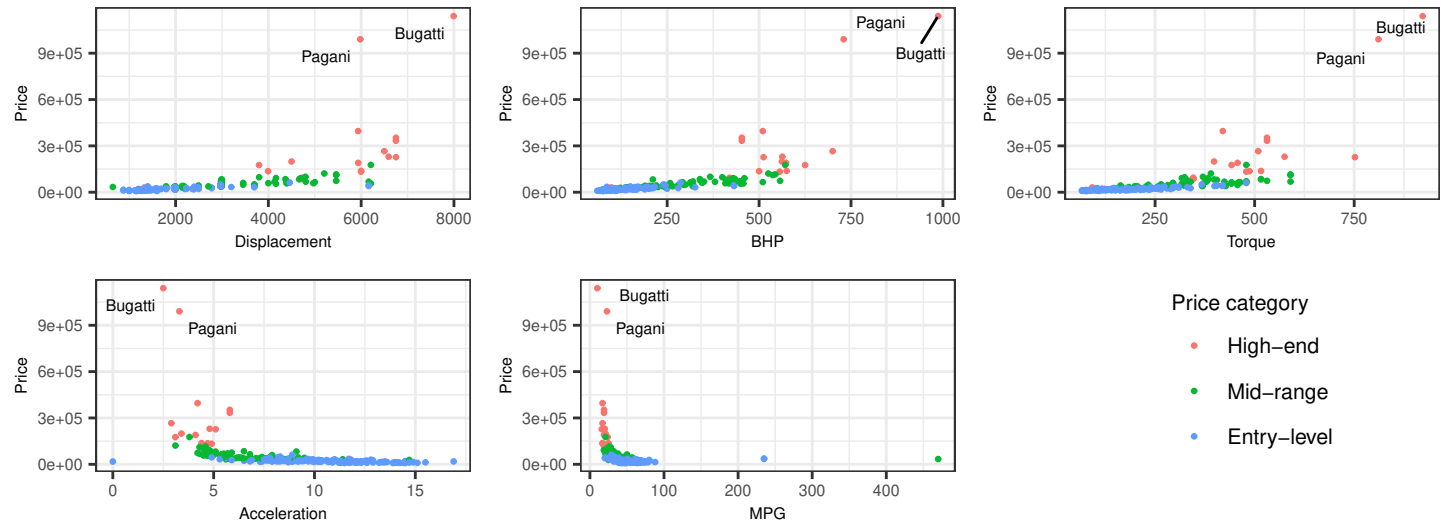 Price
9e+05
6e+05
3e+05
0e+00
Bugatti
Pagani
2000 4000 6000 8000
Displacement
Price
9e+05
6e+05
3e+05
0e+00
Pagani
Bugatti
250 500 750 1000
BHP
Price
9e+05
6e+05
3e+05
0e+00
Bugatti
Pagani
250 500 750
Torque
Price
9e+05
6e+05
3e+05
0e+00
Bugatti
Pagani
0 5 10 15
Acceleration
Price
9e+05
6e+05
3e+05
0e+00
Bugatti
Pagani
0 100 200 300 400
MPG
Price category
High−end
Mid−range
Entry−level